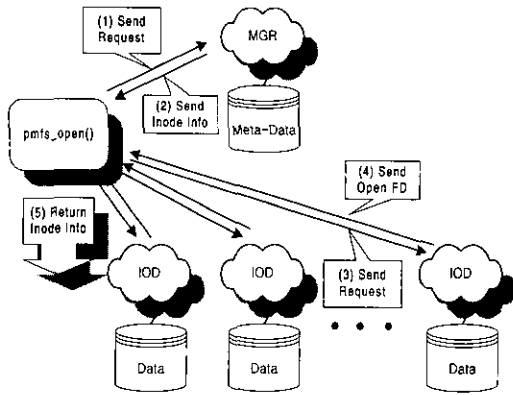 (1) Send
Request
MGR
(2) Send
Inode Info
Meta-Data
pmfs_open()
(4) Send
Open FD
(5) Return
Inode Info
IOD
IOD
(3) Send
Request
IOD
Data
Data
Data